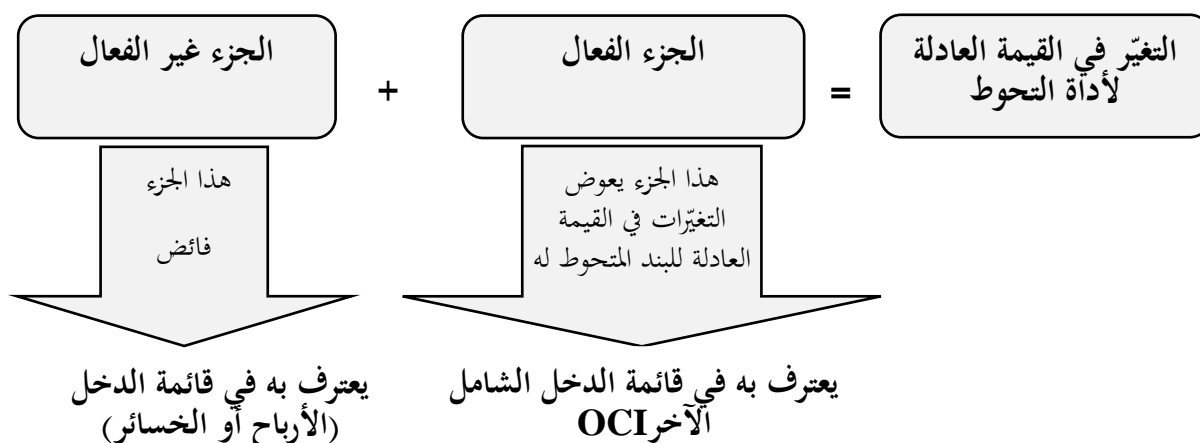 التغيّر في القيمة العادلة
لأداة التحوط
=
الجزء الفعال
+
الجزء غير الفعال
هذا الجزء يعوض
التغيّرات في القيمة
العادلة للبند المتحوط له
هذا الجزء
فائض
يعترف به في قائمة الدخل الشامل
الآخرOCI
يعترف به في قائمة الدخل
(الأرباح أو الخسائر)